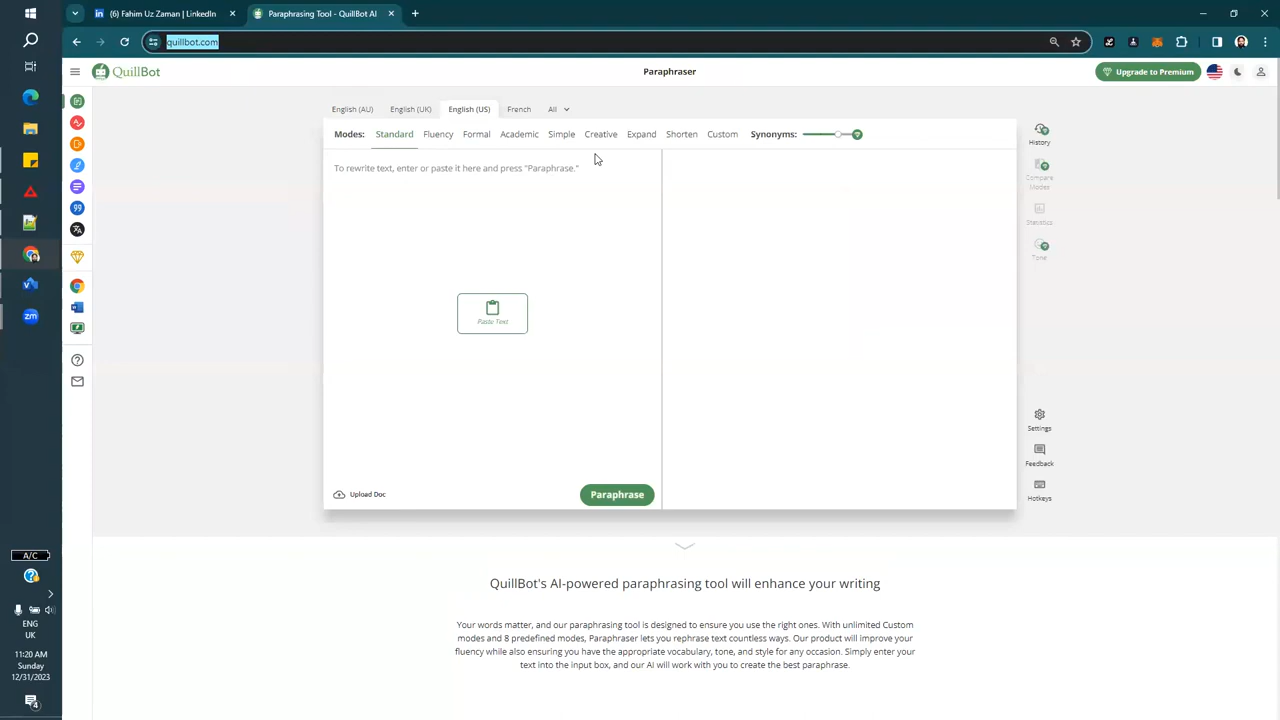 (6) Fahim Uz Zaman | LinkedIn
Paraphrasing Tool - QuillBot AI
quillbot.com
QuillBot
Paraphraser
Upgrade to Premium
English (AU) English (UK) English (US) French All
Modes: Standard Fluency Formal Academic Simple Creative Expand Shorten Custom Synonyms:
To rewrite text, enter or paste it here and press "Paraphrase."
Paste Text
Upload Doc
Paraphrase
History
Compare
Modes
Statistics
Tone
Settings
Feedback
Hotkeys
QuillBot's AI-powered paraphrasing tool will enhance your writing
Your words matter, and our paraphrasing tool is designed to ensure you use the right ones. With unlimited Custom
modes and 8 predefined modes, Paraphraser lets you rephrase text countless ways. Our product will improve your
fluency while also ensuring you have the appropriate vocabulary, tone, and style for any occasion. Simply enter your
text into the input box, and our AI will work with you to create the best paraphrase.
zm
99
A/C
ENG
UK
11:20 AM
Sunday
12/31/2023
4